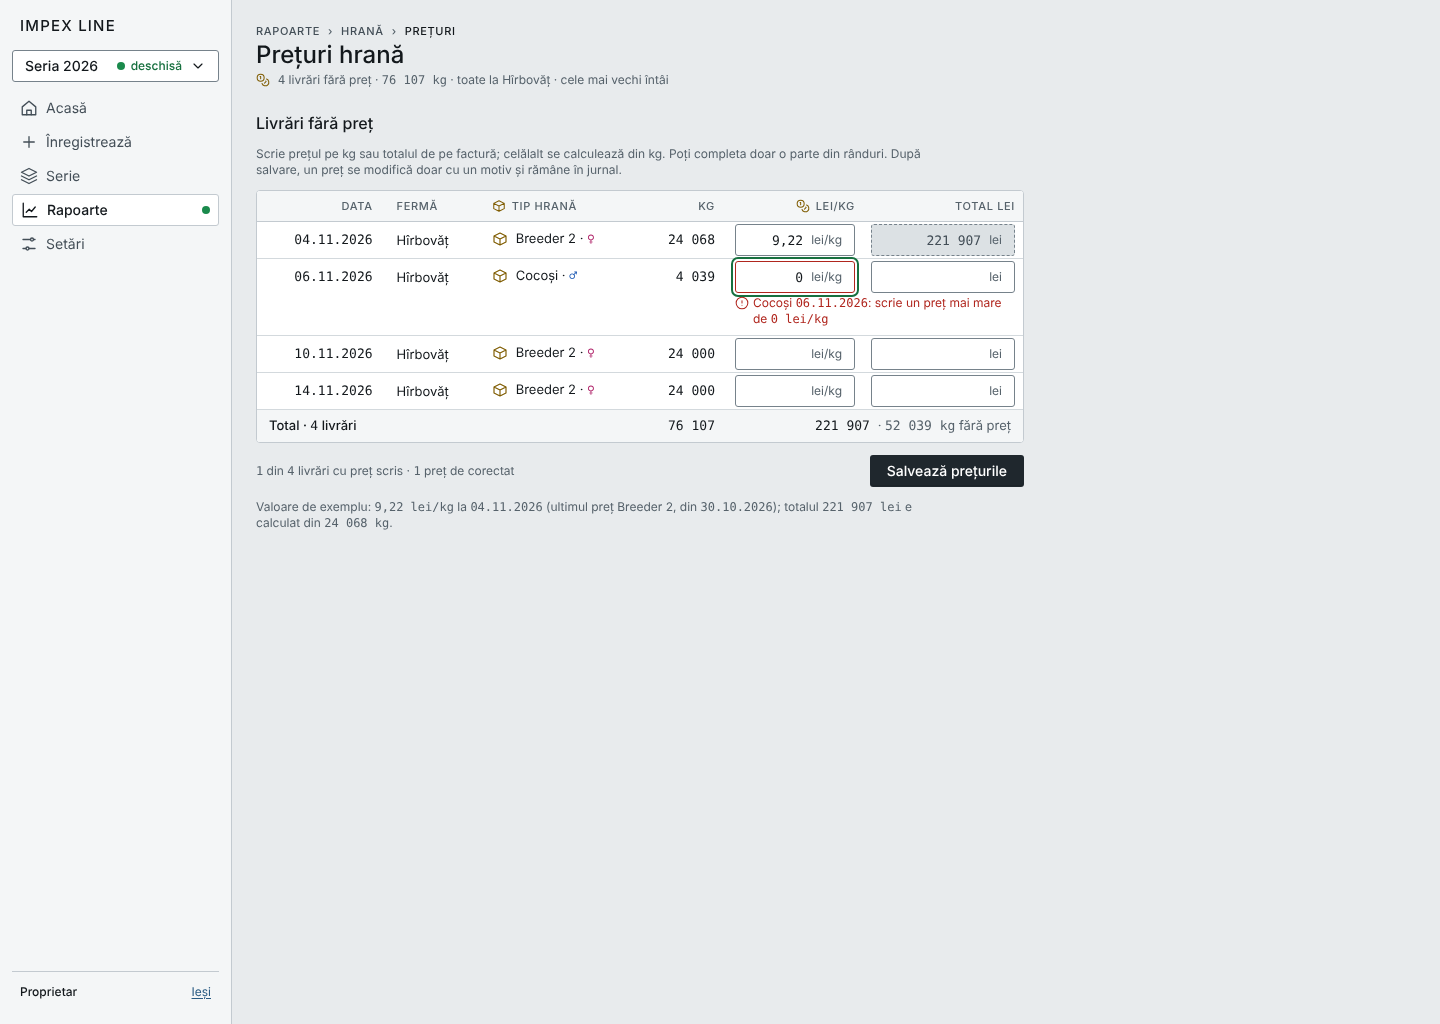 IMPEX LINE
Seria 2026 deschisă
Acasă
Înregistrează
Serie
Rapoarte
Setări
Proprietar Ieși
RAPOARTE › HRANĂ › PREȚURI
Prețuri hrană
4 livrări fără preț · 76 107 kg · toate la Hîrbovăț · cele mai vechi întâi
Livrări fără preț
Scrie prețul pe kg sau totalul de pe factură; celălalt se calculează din kg. Poți completa doar o parte din rânduri. După
salvare, un preț se modifică doar cu un motiv și rămâne în jurnal.
DATA FERMĂ TIP HRANĂ KG LEI/KG TOTAL LEI
04.11.2026 Hîrbovăț Breeder 2 · ♀ 24 068 9,22 lei/kg 221 907 lei
06.11.2026 Hîrbovăț Cocoși · ♂ 4 039 0 lei/kg lei
Cocoși 06.11.2026: scrie un preț mai mare
de 0 lei/kg
10.11.2026 Hîrbovăț Breeder 2 · ♀ 24 000 lei/kg lei
14.11.2026 Hîrbovăț Breeder 2 · ♀ 24 000 lei/kg lei
Total · 4 livrări 76 107 221 907 · 52 039 kg fără preț
1 din 4 livrări cu preț scris · 1 preț de corectat Salvează prețurile
Valoare de exemplu: 9,22 lei/kg la 04.11.2026 (ultimul preț Breeder 2, din 30.10.2026); totalul 221 907 lei e
calculat din 24 068 kg.